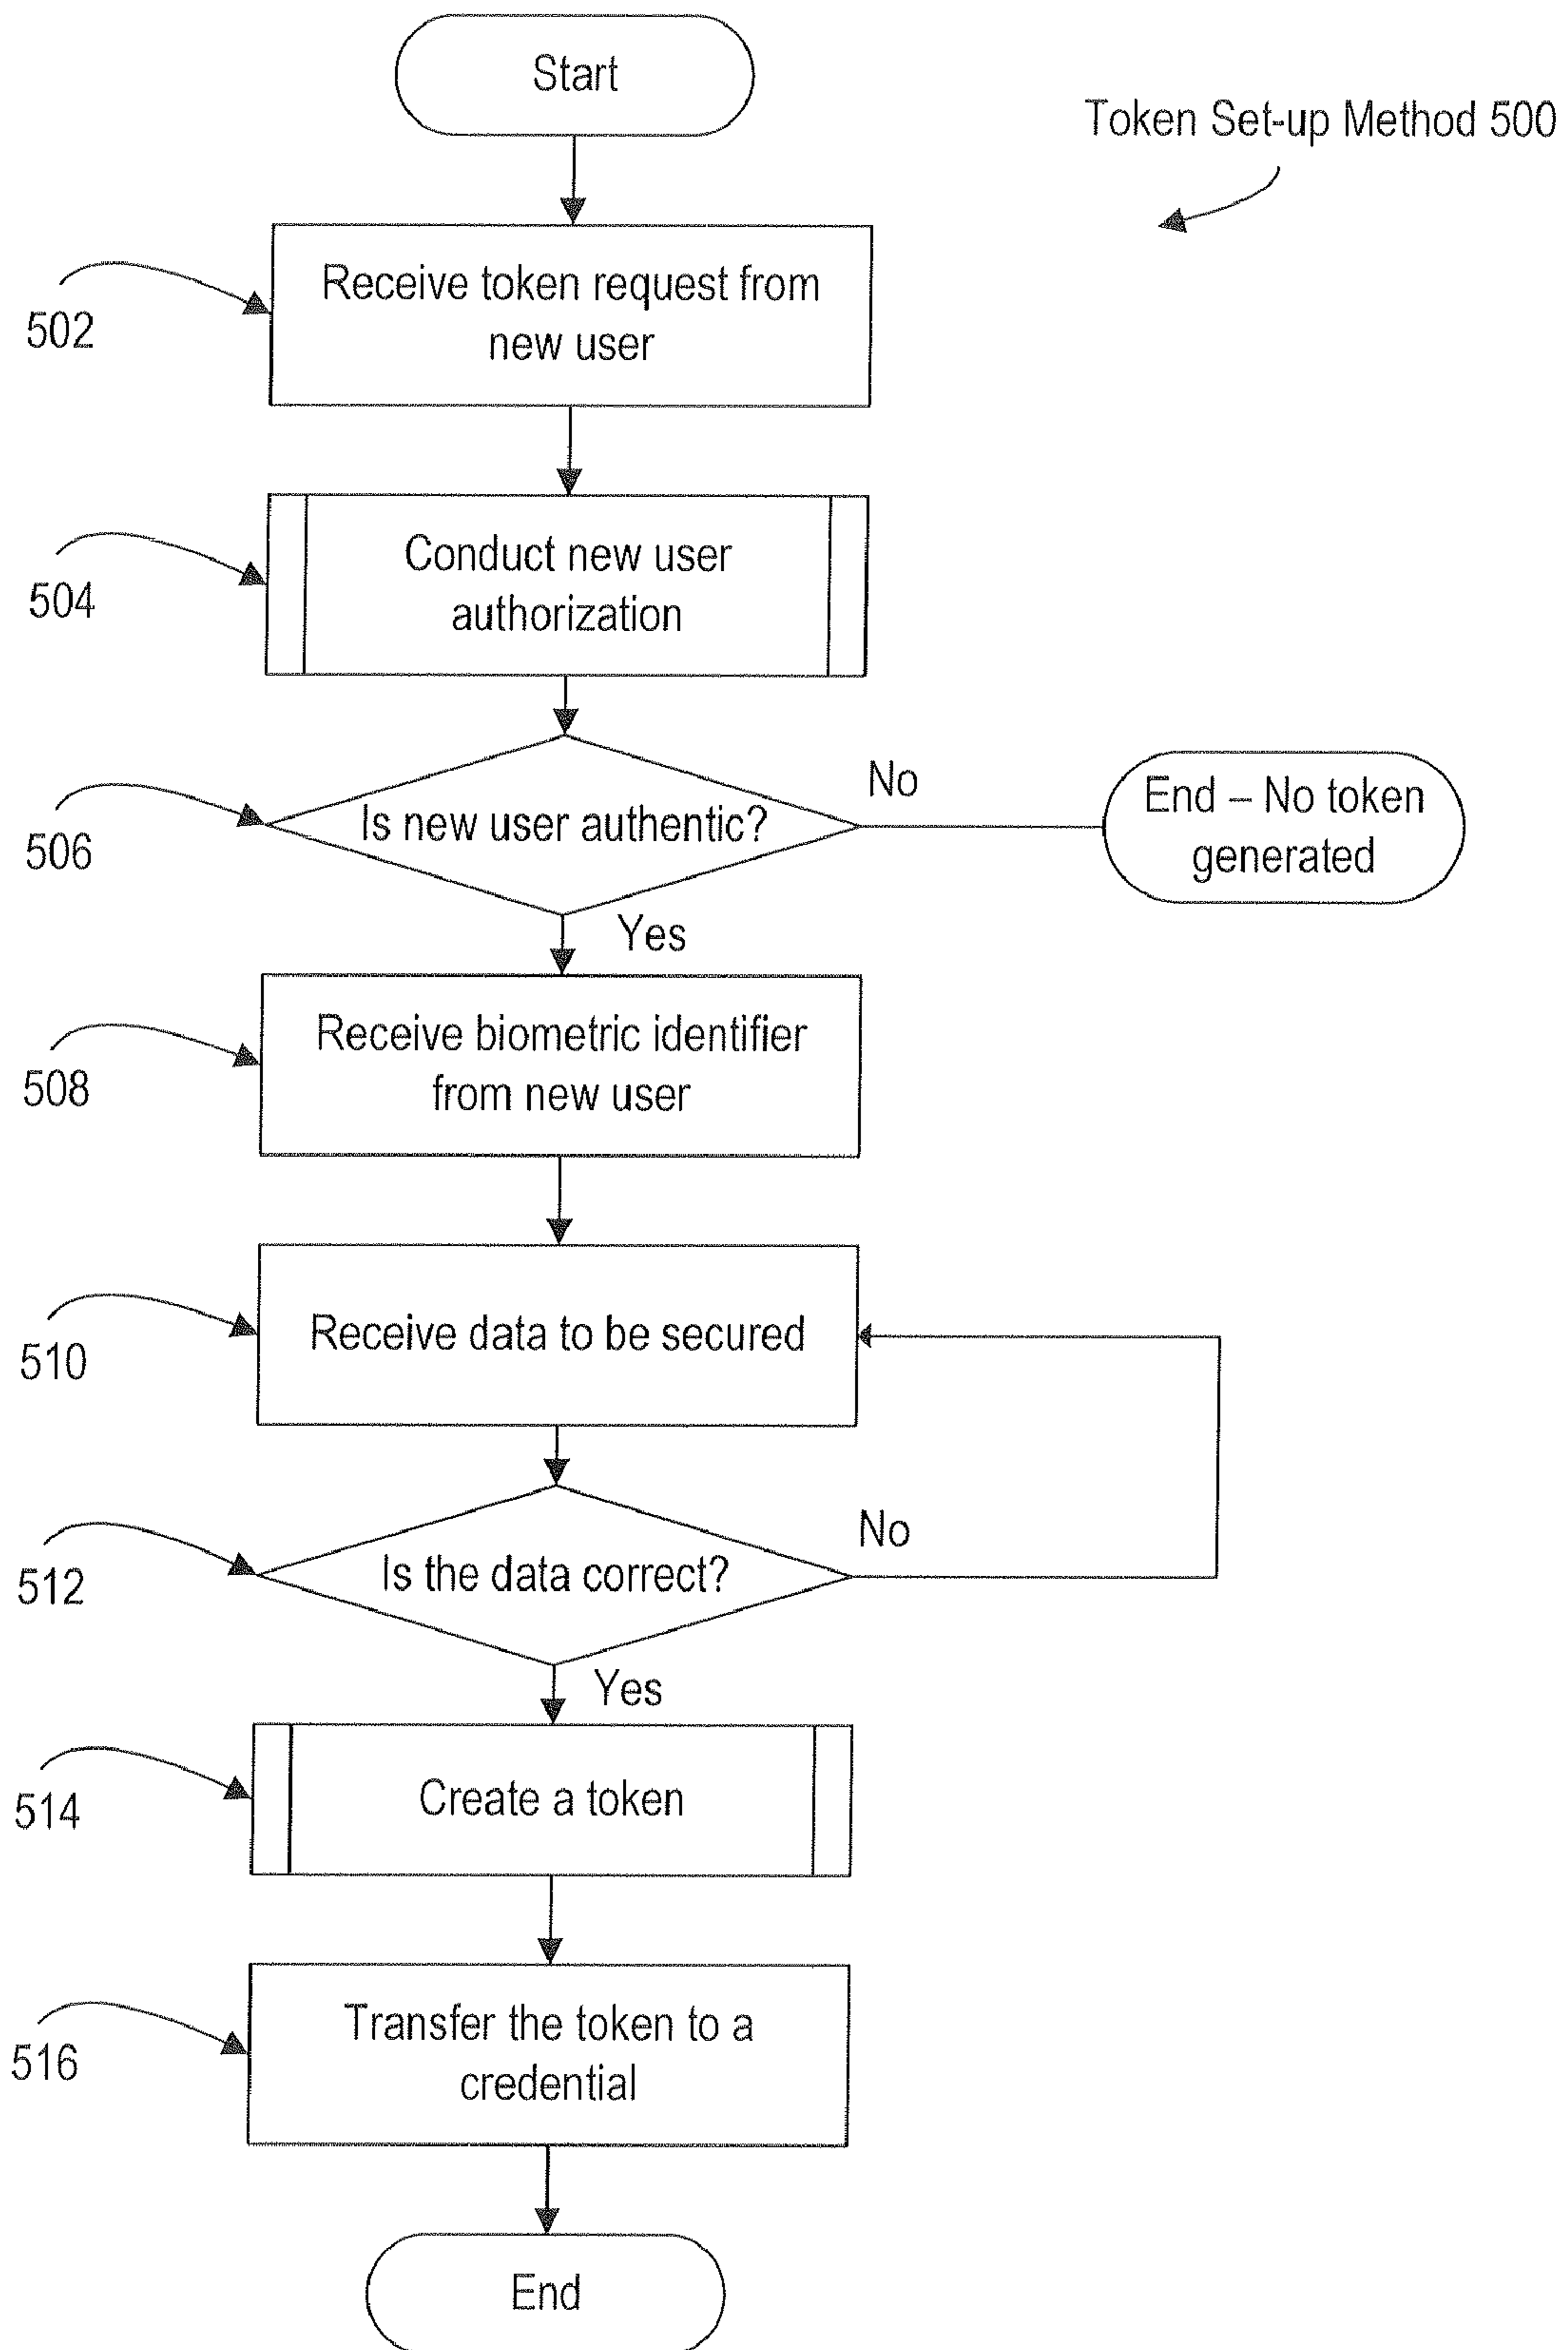 Start
Token Set-up Method 500
Receive token request from
new user
502
Conduct new user
authorization
504
Is new user authentic?
506
No
End – No token
generated
Yes
Receive biometric identifier
from new user
508
Receive data to be secured
510
Is the data correct?
512
No
Yes
Create a token
514
Transfer the token to a
credential
516
End